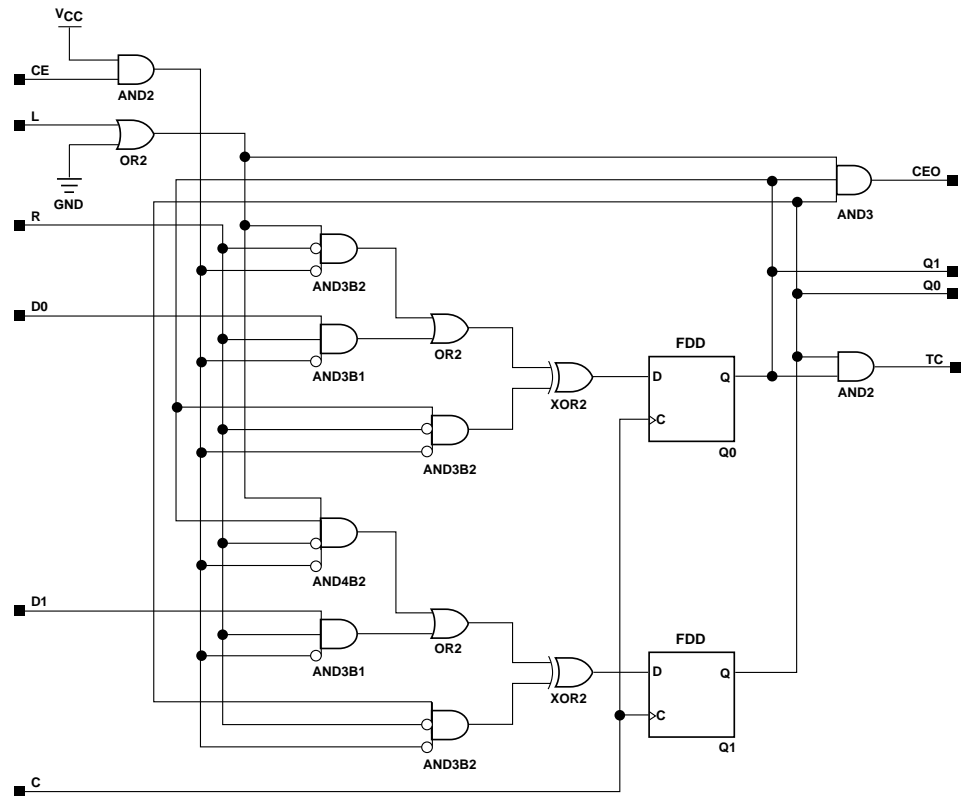 VCC
CE
AND2
L
OR2
GND
CEO
AND3
R
AND3B2
Q1
Q0
D0
AND3B1
OR2
FDD
D
Q
C
Q0
XOR2
TC
AND2
AND3B2
AND4B2
D1
AND3B1
OR2
FDD
D
Q
C
Q1
XOR2
AND3B2
C